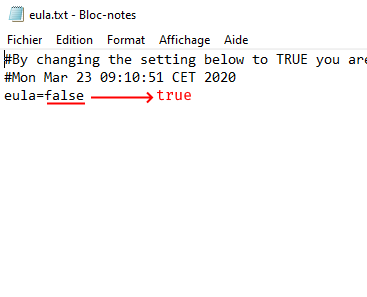 eula.txt - Bloc-notes
Fichier Edition Format Affichage Aide
#By changing the setting below to TRUE you are
#Mon Mar 23 09:10:51 CET 2020
eula=false true